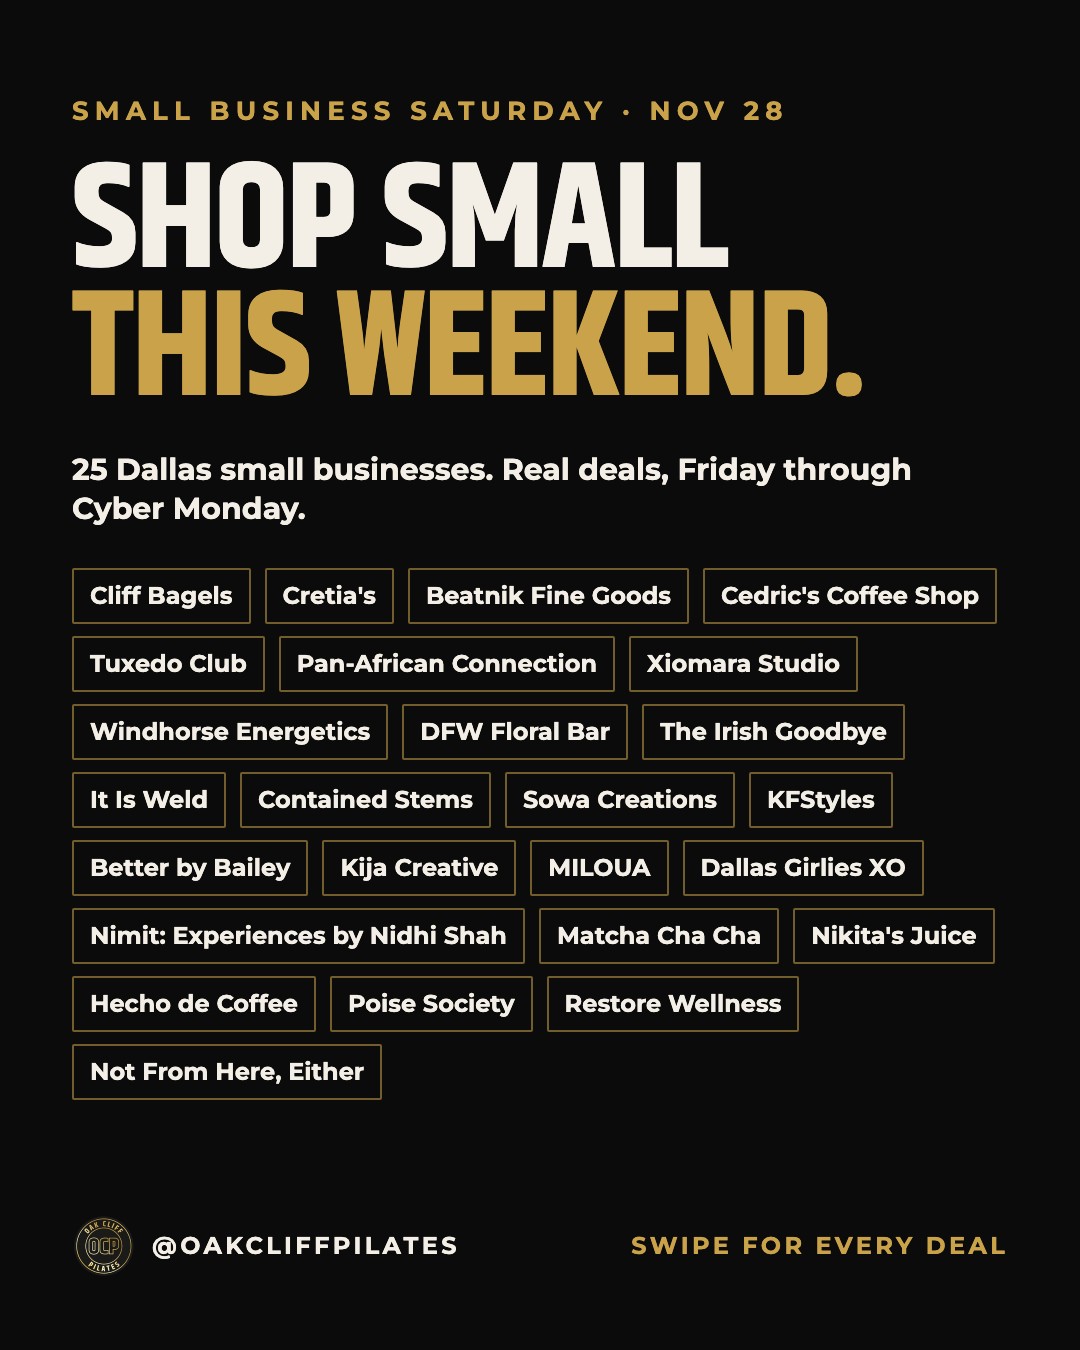 SMALL BUSINESS SATURDAY · NOV 28
SHOP SMALL
THIS WEEKEND.
25 Dallas small businesses. Real deals, Friday through
Cyber Monday.
Cliff Bagels Cretia's Beatnik Fine Goods Cedric's Coffee Shop
Tuxedo Club Pan-African Connection Xiomara Studio
Windhorse Energetics DFW Floral Bar The Irish Goodbye
It Is Weld Contained Stems Sowa Creations KFStyles
Better by Bailey Kija Creative MILOUA Dallas Girlies XO
Nimit: Experiences by Nidhi Shah Matcha Cha Cha Nikita's Juice
Hecho de Coffee Poise Society Restore Wellness
Not From Here, Either
OAK CLIFF
OCP
PILATES
@OAKCLIFFPILATES SWIPE FOR EVERY DEAL